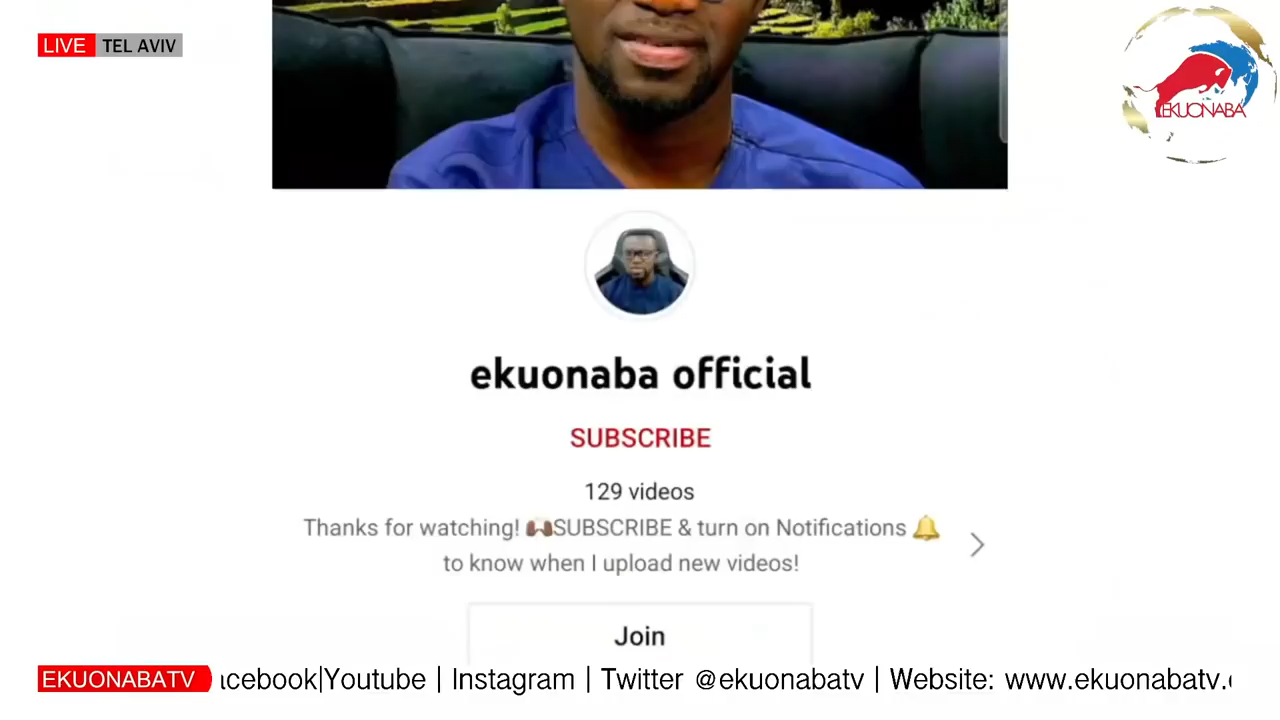 LIVE TEL AVIV
EKUONABA
ekuonaba official
SUBSCRIBE
129 videos
Thanks for watching! 🙌🏾SUBSCRIBE & turn on Notifications 🔔
to know when I upload new videos!
Join
EKUONABATV acebook|Youtube | Instagram | Twitter @ekuonabatv | Website: www.ekuonabatv.